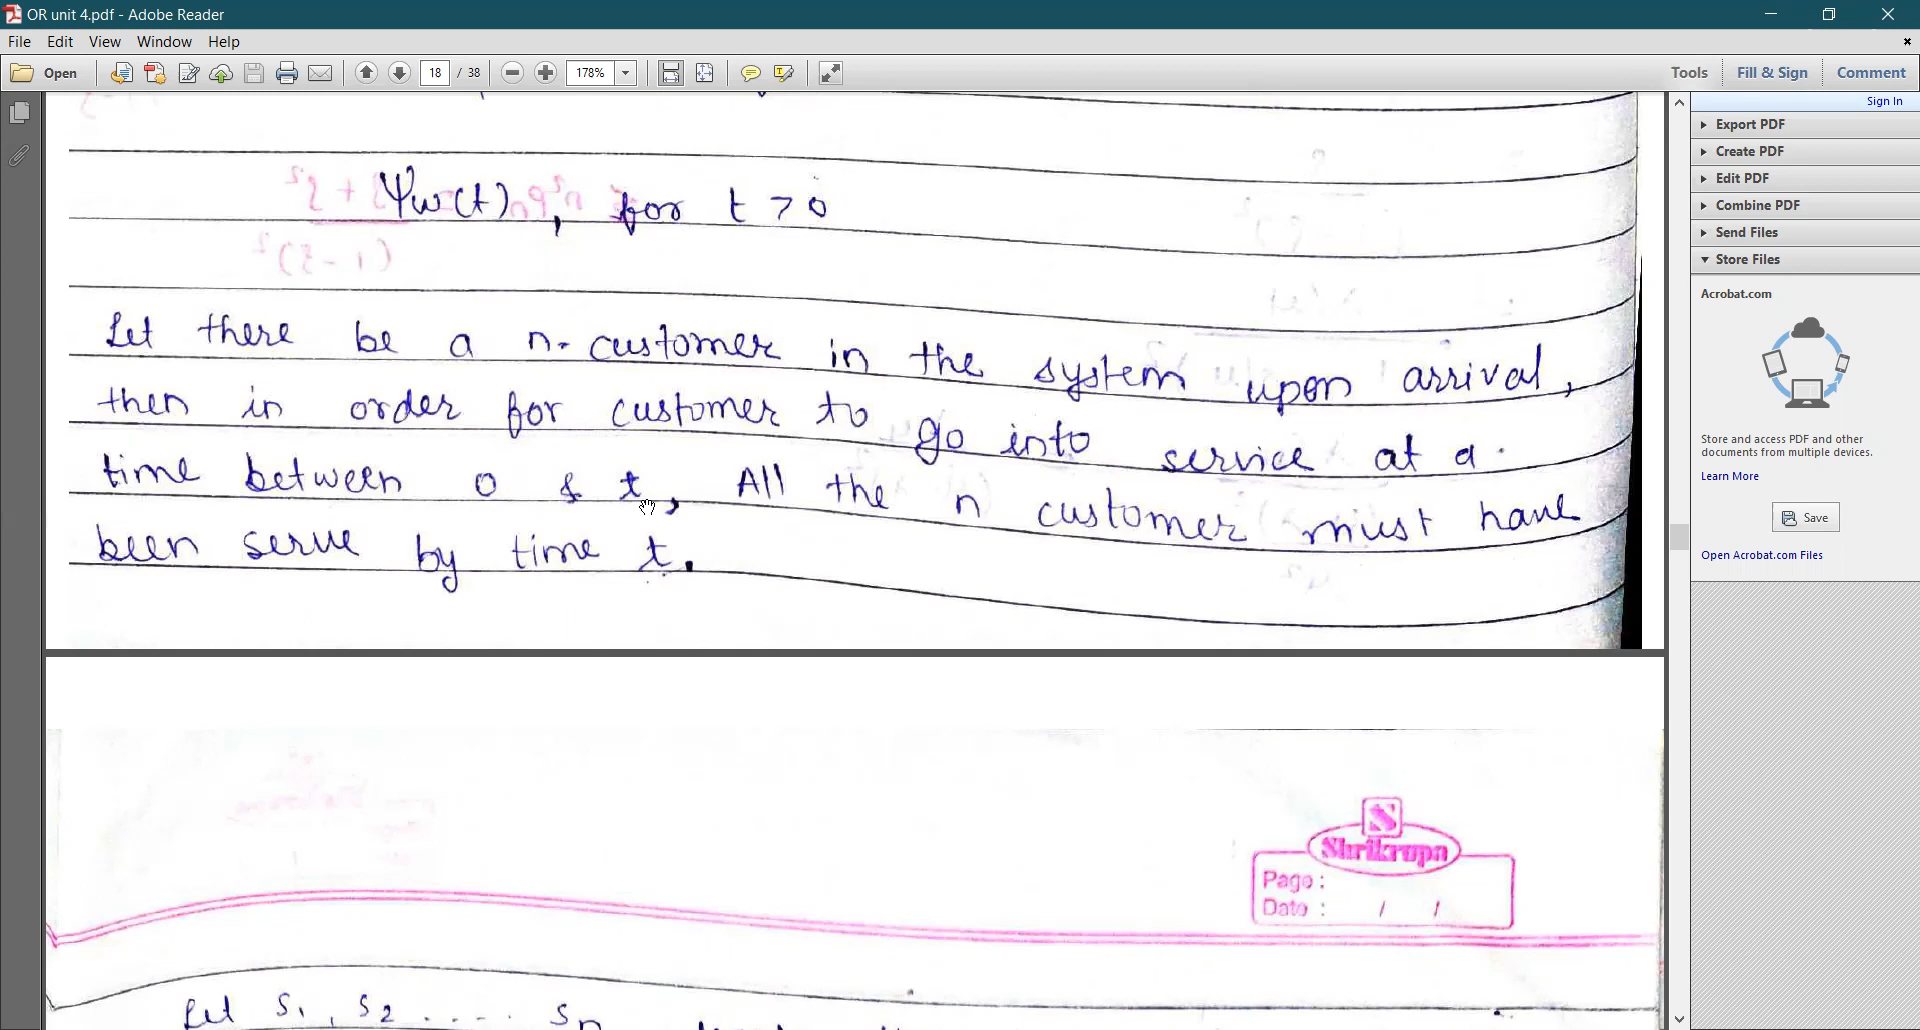 OR unit 4.pdf - Adobe Reader
File Edit View Window Help
Open 18 / 38 178% Tools Fill & Sign Comment
Sign In
Export PDF
Create PDF
Edit PDF
Combine PDF
Send Files
Store Files
Acrobat.com
Store and access PDF and other
documents from multiple devices.
Learn More
Save
Open Acrobat.com Files
Ψw(t), for t > 0
Let there be a n-customer in the system upon arrival,
then in order for customer to go into service at a
time between 0 & t, All the n customer must have
been serve by time t.
S
Shrikrupa
Page :
Date : / /
Let S1, S2 ..... Sn